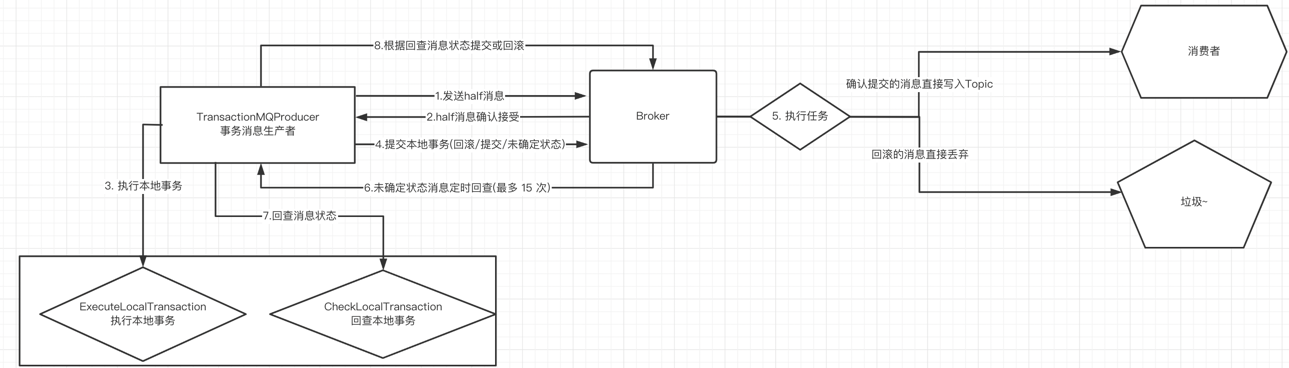 8.根据回查消息状态提交或回滚
消费者
确认提交的消息直接写入Topic
1.发送half消息
TransactionMQProducer
事务消息生产者
2.half消息确认接受
Broker
5. 执行任务
4.提交本地事务(回滚/提交/未确定状态)
回滚的消息直接丢弃
3. 执行本地事务
6.未确定状态消息定时回查(最多 15 次)
垃圾~
7.回查消息状态
ExecuteLocalTransaction
执行本地事务
CheckLocalTransaction
回查本地事务